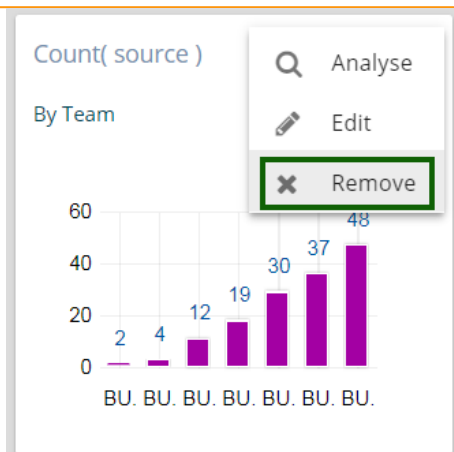 Count( source )
Analyse
By Team
Edit
Remove
60
48
40
37
30
20
19
12
2
4
0
BU. BU. BU. BU. BU. BU. BU.